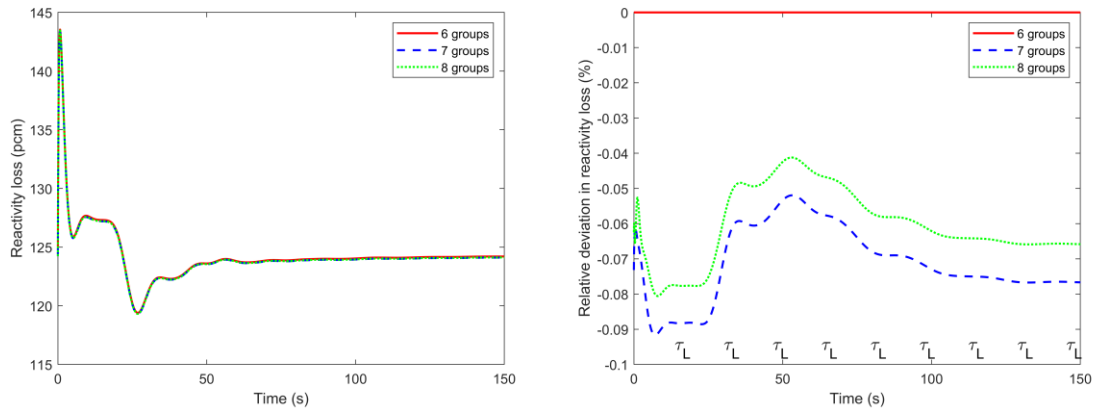 145
140
135
130
125
120
115
0
50
100
150
Reactivity loss (pcm)
Time (s)
6 groups
7 groups
8 groups
0
-0.01
-0.02
-0.03
-0.04
-0.05
-0.06
-0.07
-0.08
-0.09
-0.1
0
50
100
150
Relative deviation in reactivity loss (%)
Time (s)
6 groups
7 groups
8 groups
τL τL τL τL τL τL τL τL τL